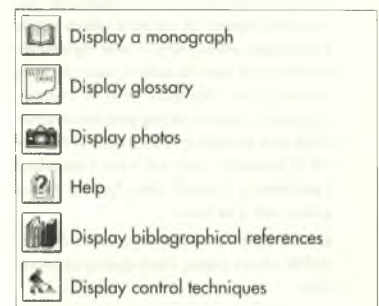 Display a monograph
Display glossary
Display photos
Help
Display biblographical references
Display control techniques